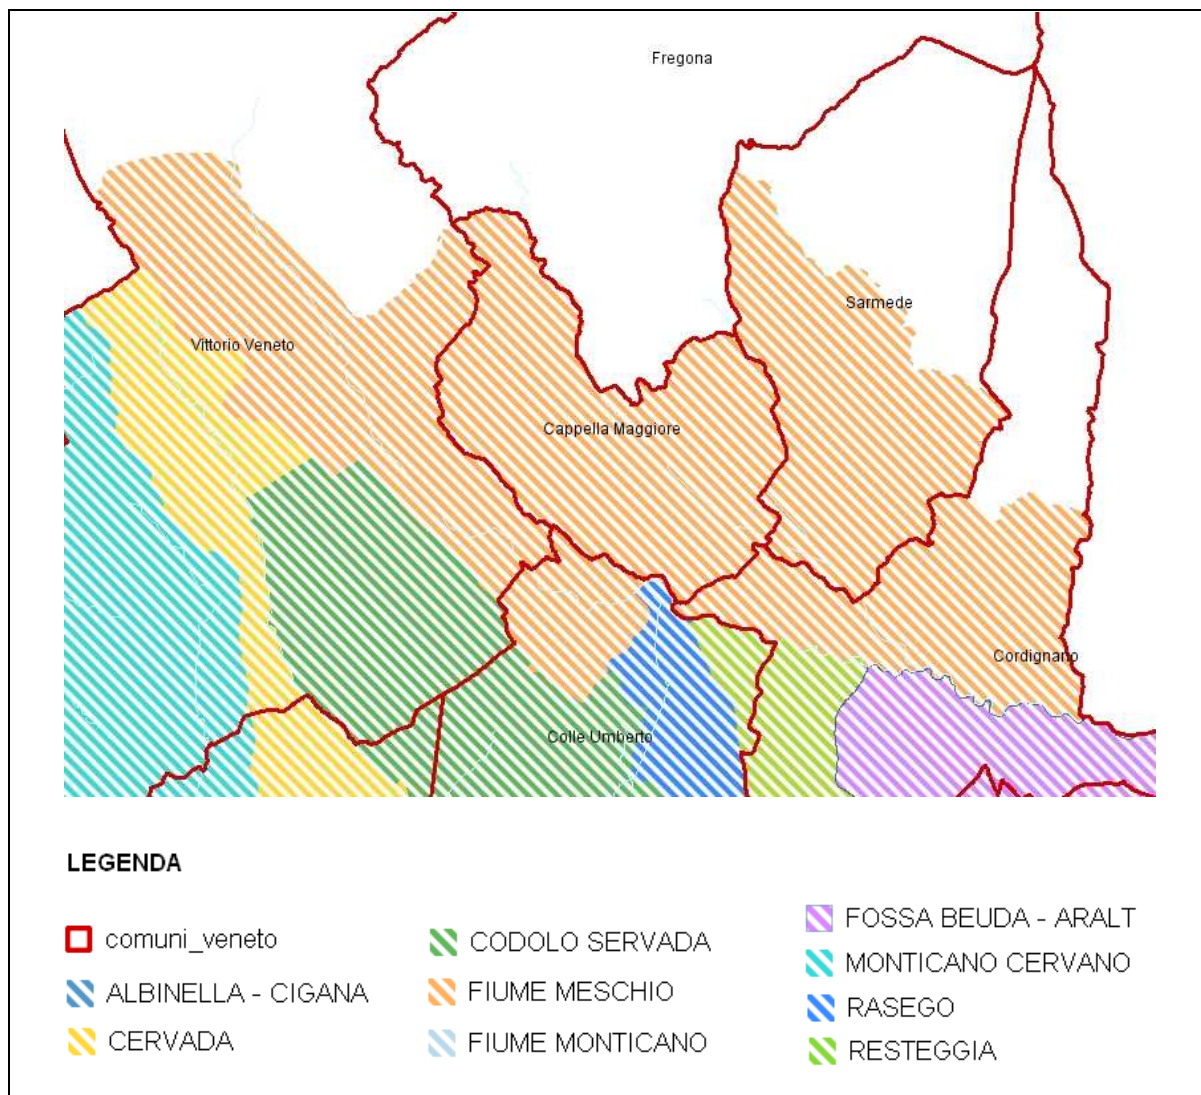 Fregona
Sarmede
Vittorio Veneto
Cappella Maggiore
Cordignano
Colle Umberto
LEGENDA
comuni_veneto
ALBINELLA - CIGANA
CERVADA
CODOLO SERVADA
FIUME MESCHIO
FIUME MONTICANO
FOSSA BEUDA - ARALT
MONTICANO CERVANO
RASEGO
RESTEGGIA